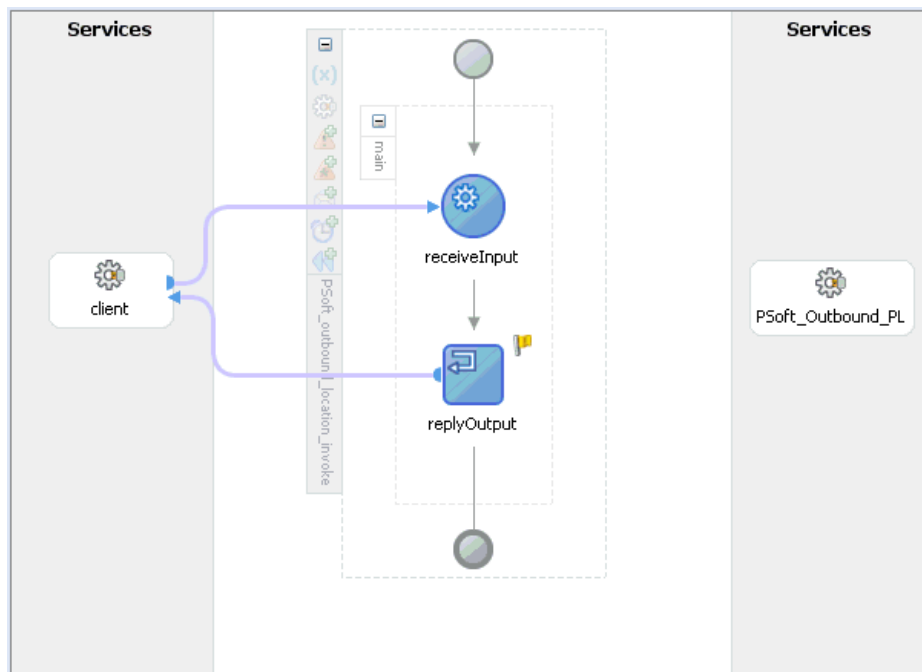 Services
Services
(x)
main
receiveInput
client
PSoft_Outbound_PL
PSoft_outbound_location_invoke
replyOutput